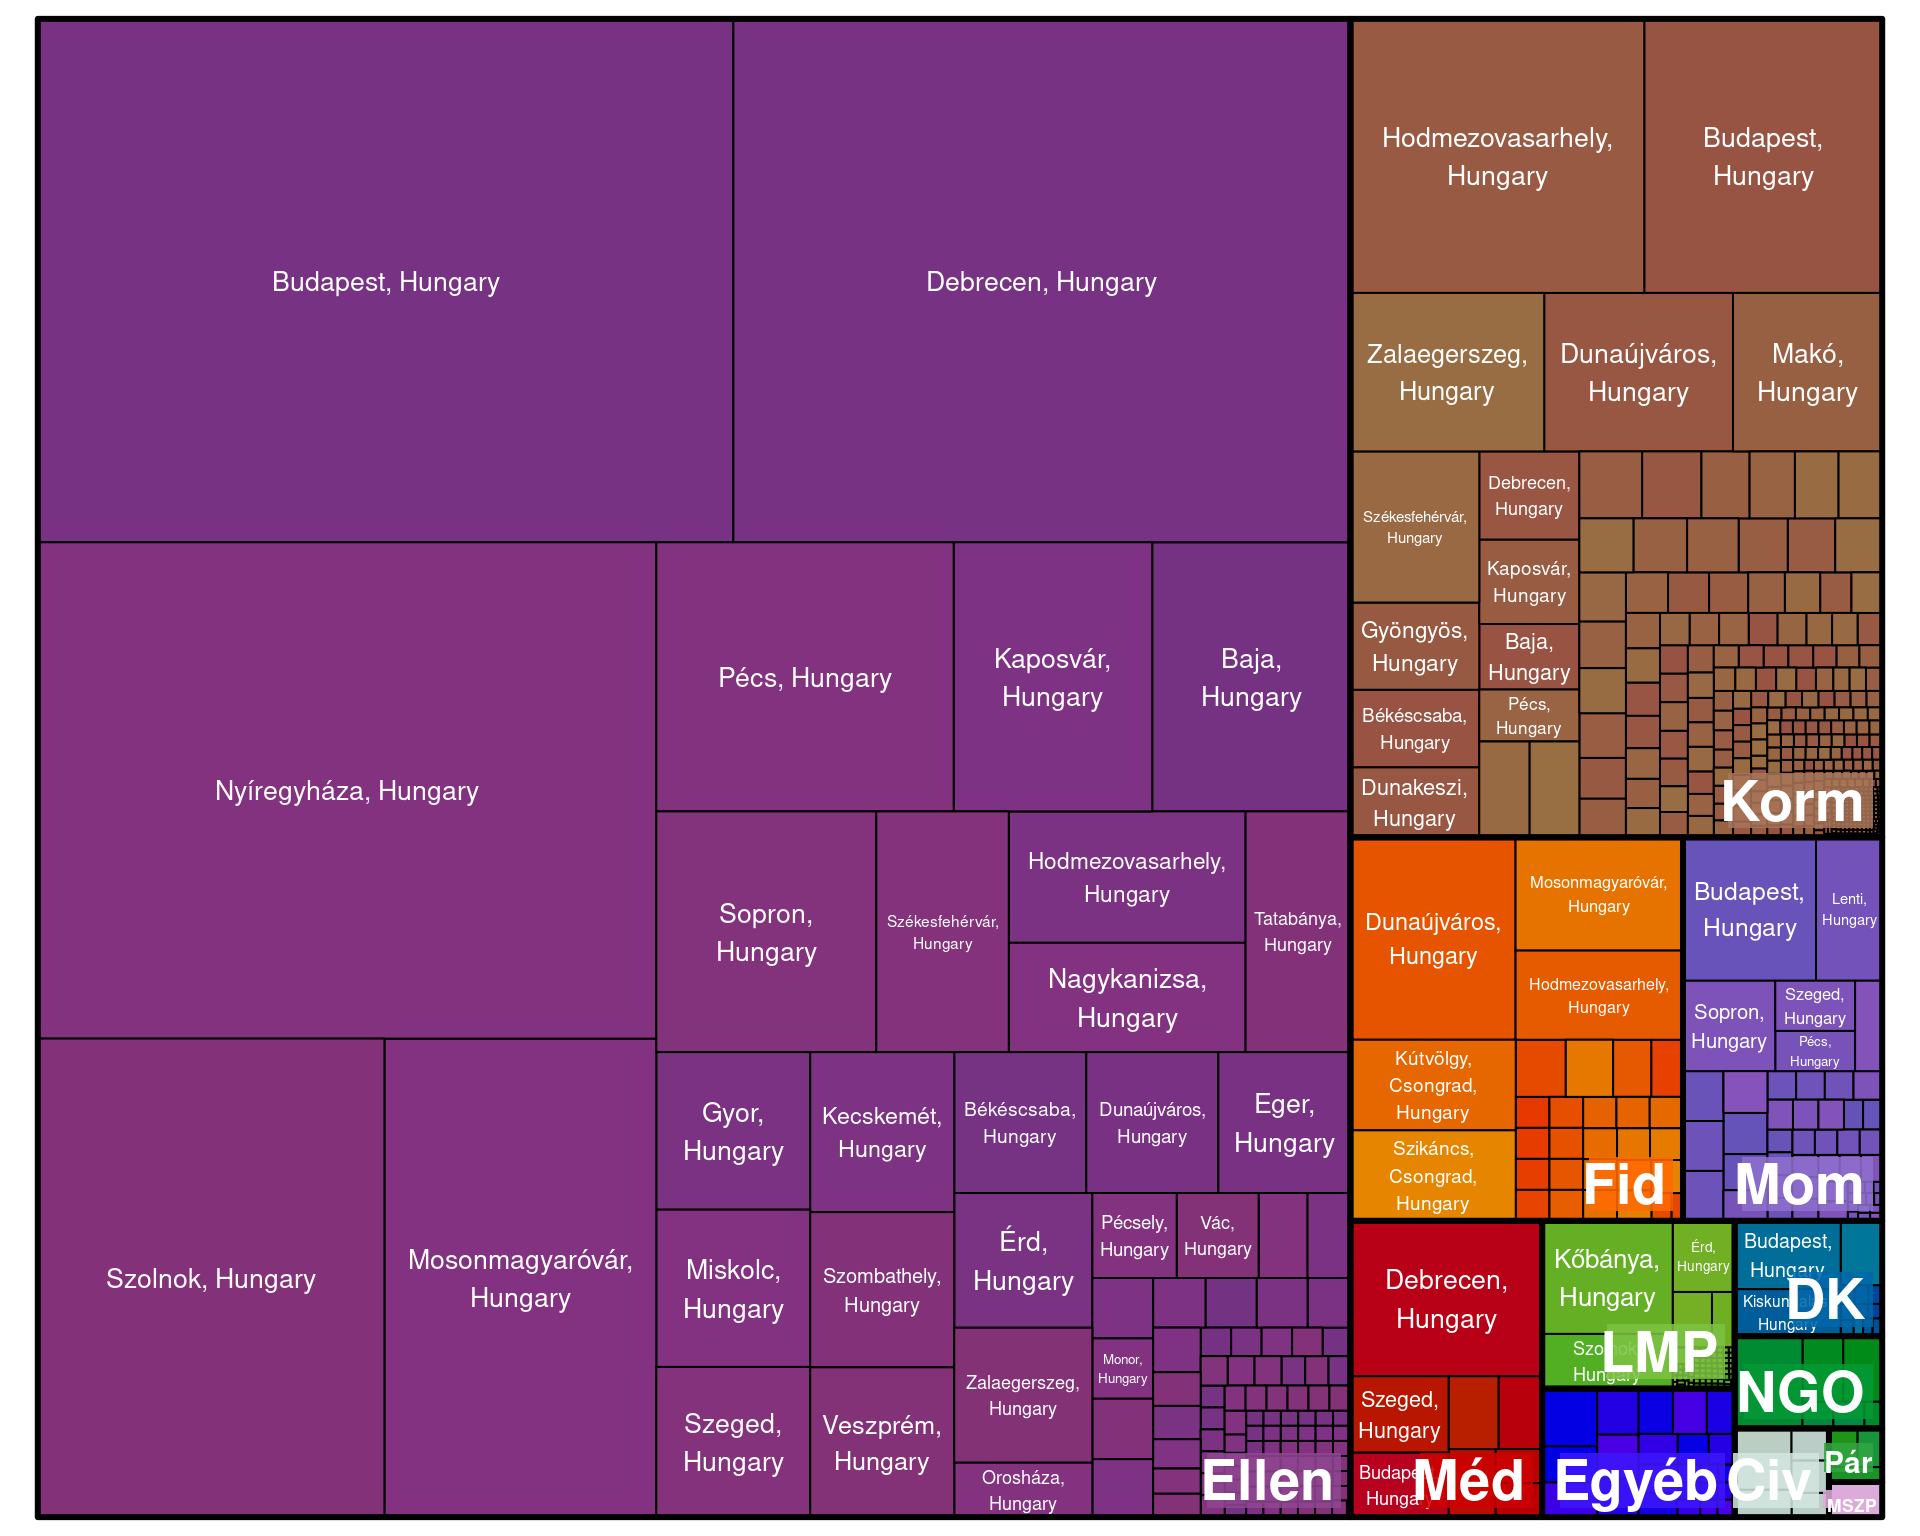 Budapest, Hungary
Debrecen, Hungary
Nyíregyháza, Hungary
Pécs, Hungary
Kaposvár,
Hungary
Baja,
Hungary
Sopron,
Hungary
Székesfehérvár,
Hungary
Hodmezovasarhely,
Hungary
Nagykanizsa,
Hungary
Tatabánya,
Hungary
Szolnok, Hungary
Mosonmagyaróvár,
Hungary
Gyor,
Hungary
Kecskemét,
Hungary
Békéscsaba,
Hungary
Dunaújváros,
Hungary
Eger,
Hungary
Miskolc,
Hungary
Szombathely,
Hungary
Érd,
Hungary
Pécsely,
Hungary
Vác,
Hungary
Szeged,
Hungary
Veszprém,
Hungary
Zalaegerszeg,
Hungary
Monor,
Hungary
Orosháza,
Hungary
Ellen
Hodmezovasarhely,
Hungary
Budapest,
Hungary
Zalaegerszeg,
Hungary
Dunaújváros,
Hungary
Makó,
Hungary
Székesfehérvár,
Hungary
Debrecen,
Hungary
Kaposvár,
Hungary
Gyöngyös,
Hungary
Baja,
Hungary
Békéscsaba,
Hungary
Pécs,
Hungary
Dunakeszi,
Hungary
Korm
Dunaújváros,
Hungary
Mosonmagyaróvár,
Hungary
Hodmezovasarhely,
Hungary
Kútvölgy,
Csongrad,
Hungary
Szikáncs,
Csongrad,
Hungary
Fid
Budapest,
Hungary
Lenti,
Hungary
Sopron,
Hungary
Szeged,
Hungary
Pécs,
Hungary
Mom
Debrecen,
Hungary
Szeged,
Hungary
Budapest,
Hungary
Méd
Kőbánya,
Hungary
Érd,
Hungary
Szolnok,
Hungary
LMP
Budapest,
Hungary
Hungary
DK
NGO
Egyéb
Civ
Pár
MSZP